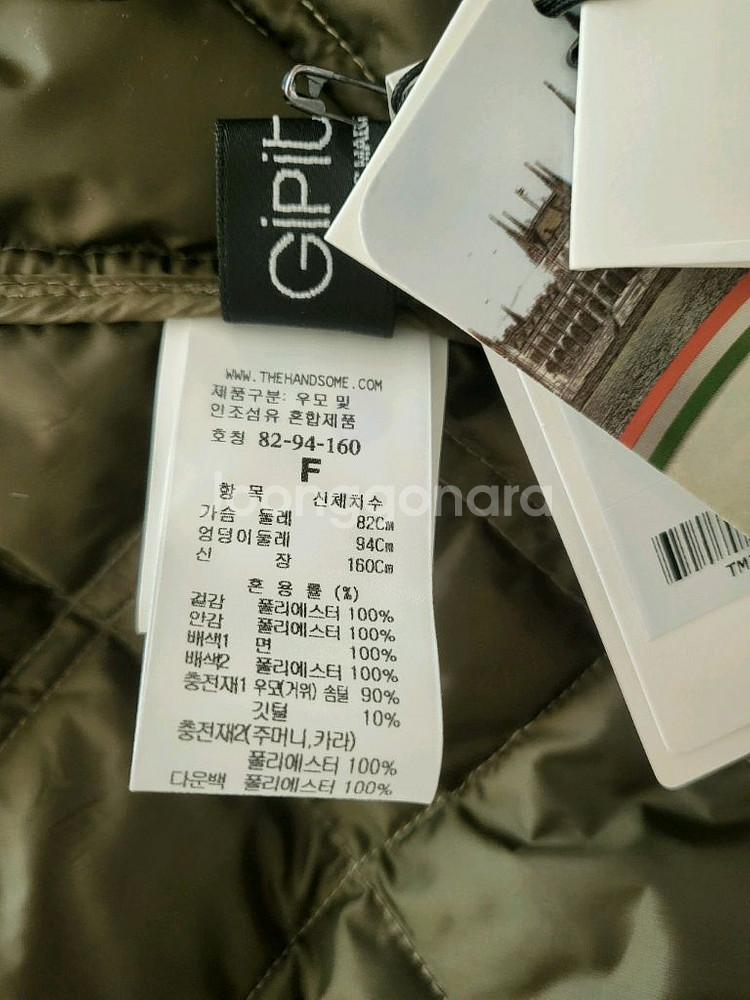 GiPit
WWW.THEHANDSOME.COM
제품구분: 우모 및
인조섬유 혼합제품
호칭 82-94-160
F
항 목 신체치수
가슴 둘레 82Cm
엉덩이둘레 94Cm
신 장 160Cm
혼 용 률 (%)
겉감 폴리에스터 100%
안감 폴리에스터 100%
배색1 면 100%
배색2 폴리에스터 100%
충전재1 우모(거위) 솜털 90%
깃털 10%
충전재2(주머니,카라)
폴리에스터 100%
다운백 폴리에스터 100%
joonggonara